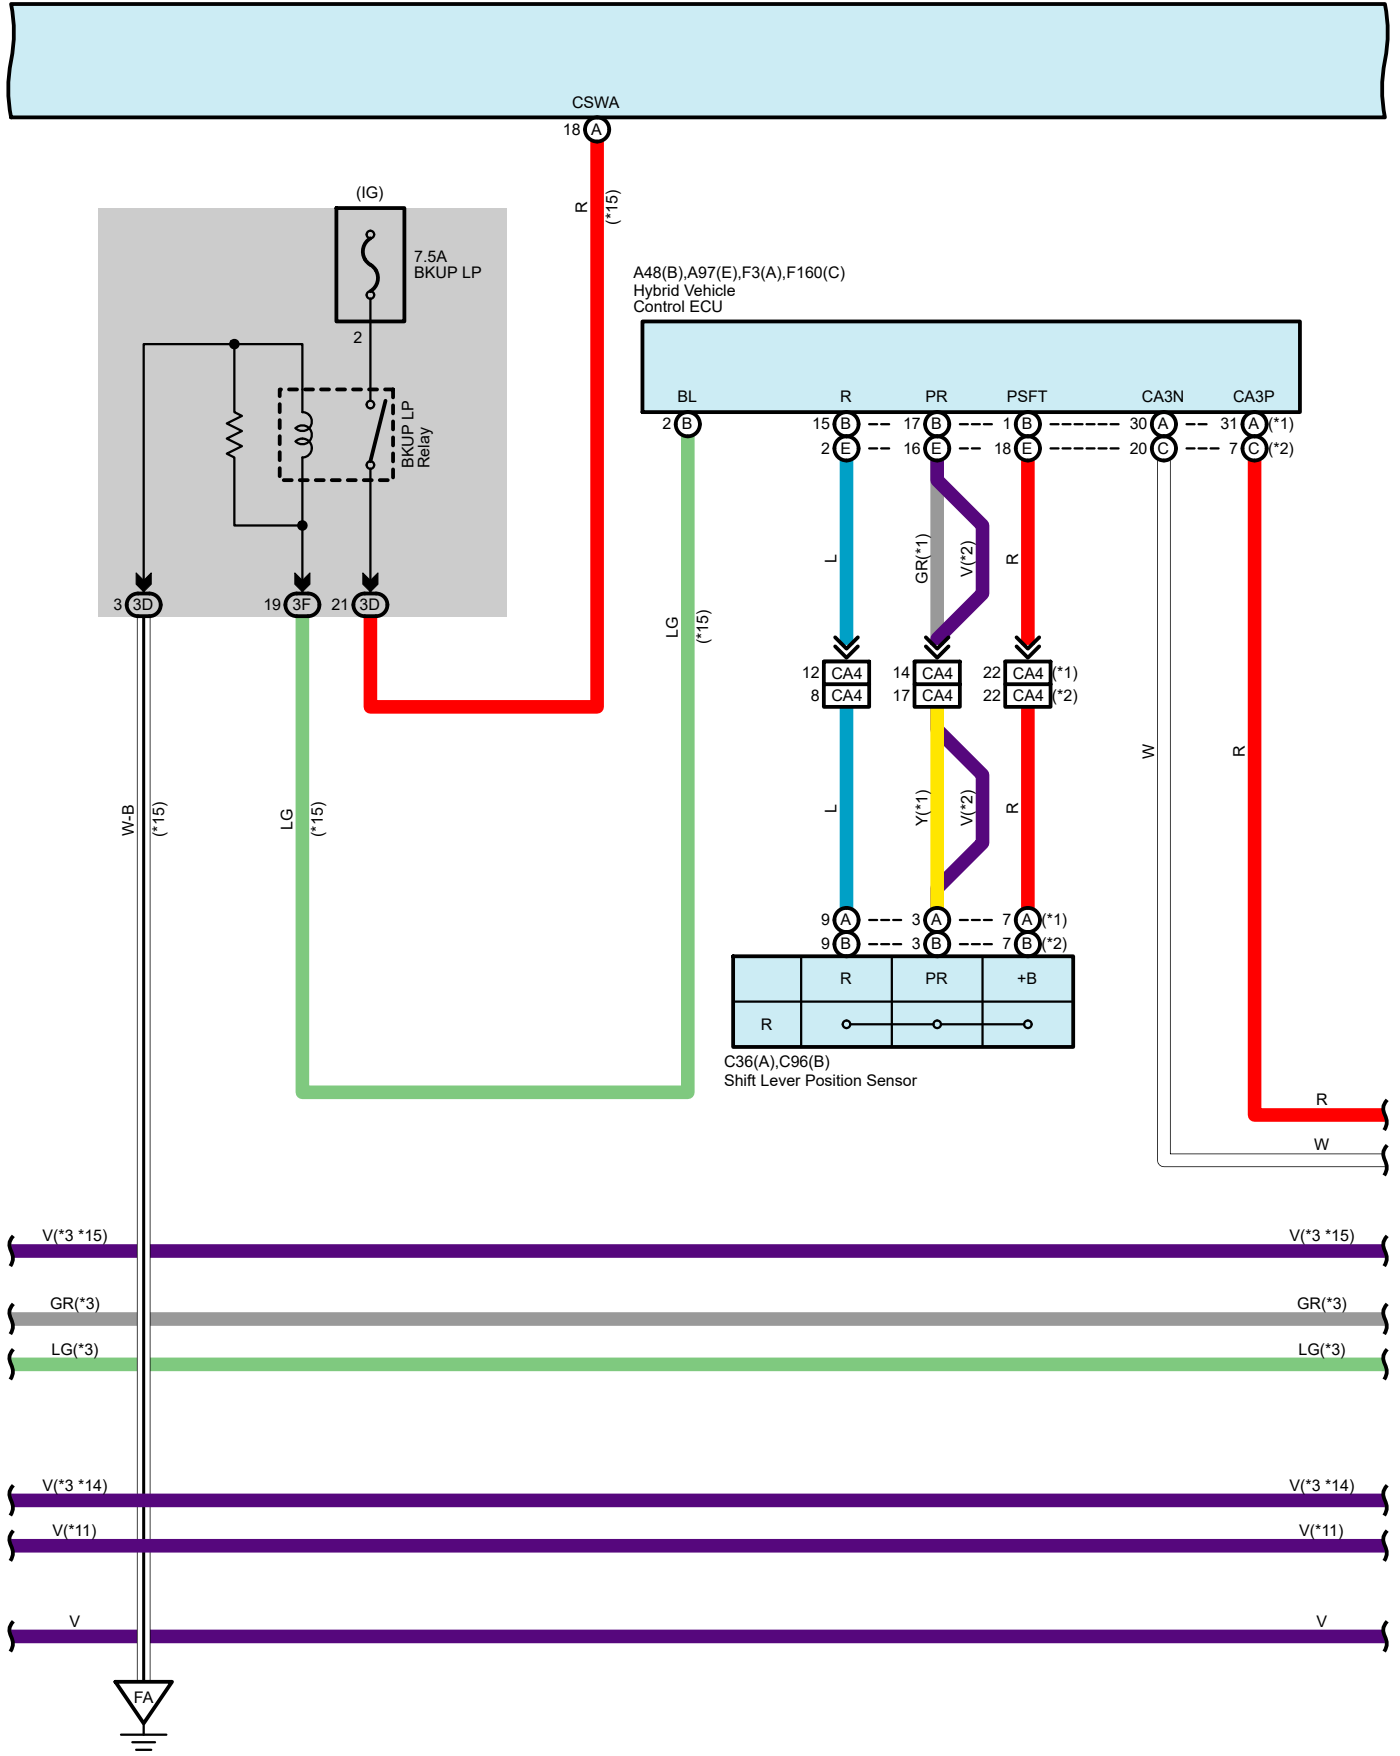 CSWA
18 A
R
(*15)
(IG)
7.5A
BKUP LP
2
BKUP LP
Relay
3 3D
19 3F
21 3D
A48(B),A97(E),F3(A),F160(C)
Hybrid Vehicle
Control ECU
BL R PR PSFT CA3N CA3P
2 B 15 B 17 B 1 B 30 A 31 A (*1)
2 E 16 E 18 E 20 C 7 C (*2)
L
GR(*1)
V(*2)
R
LG
(*15)
12 CA4 14 CA4 22 CA4 (*1)
8 CA4 17 CA4 22 CA4 (*2)
W
R
W-B
(*15)
LG
(*15)
L
Y(*1)
V(*2)
R
9 A 3 A 7 A (*1)
9 B 3 B 7 B (*2)
R PR +B
R
C36(A),C96(B)
Shift Lever Position Sensor
R
W
V(*3 *15) V(*3 *15)
GR(*3) GR(*3)
LG(*3) LG(*3)
V(*3 *14) V(*3 *14)
V(*11) V(*11)
V V
FA